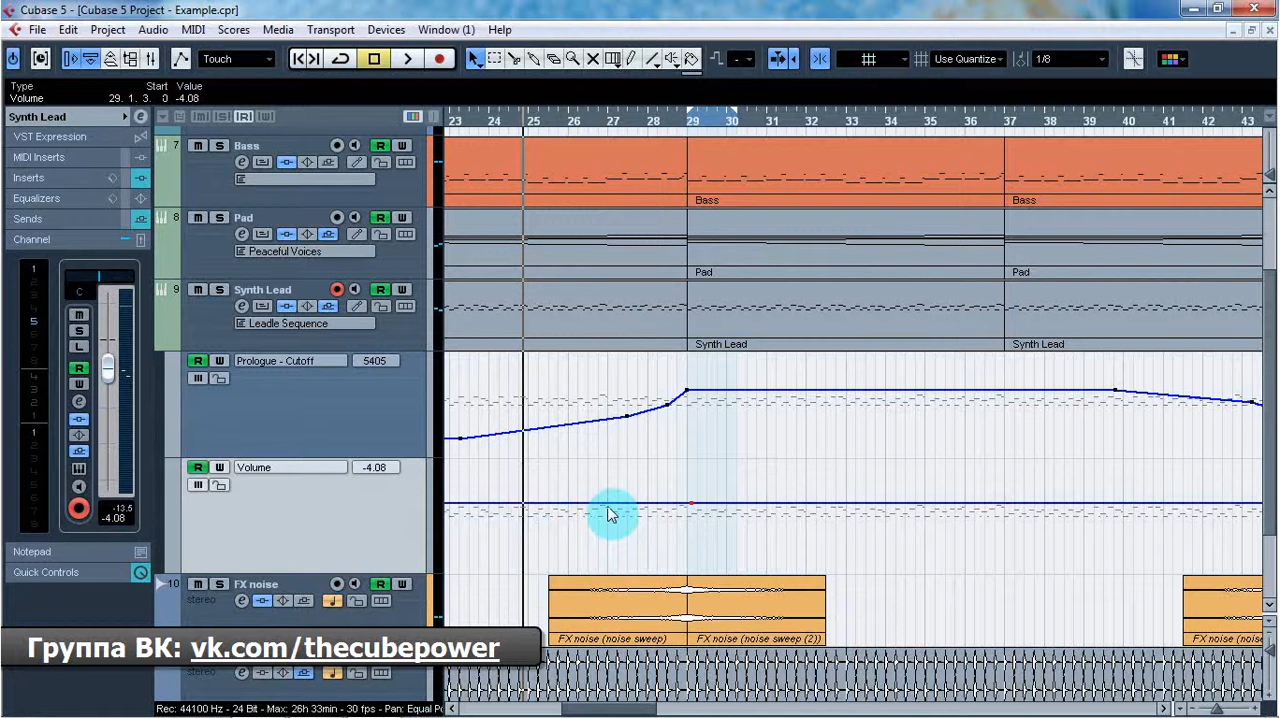 Cubase 5 - [Cubase 5 Project - Example.cpr]
File Edit Project Audio MIDI Scores Media Transport Devices Window (1) Help
Touch
Use Quantize
1/8
Type Start Value
Volume 29. 1. 3. 0 -4.08
Synth Lead
23 24 25 26 27 28 29 30 31 32 33 34 35 36 37 38 39 40 41 42 43
VST Expression
MIDI Inserts
Inserts
Equalizers
Sends
Channel
7 M S Bass R W
Bass Bass
8 M S Pad R W
Peaceful Voices
Pad Pad
9 M S Synth Lead R W
Leadle Sequence
Synth Lead Synth Lead
R W Prologue - Cutoff 5405
R W Volume -4.08
C
M
S
L
R
W
-13.5
-4.08
Notepad
Quick Controls
10 M S FX noise R W
stereo
FX noise (noise sweep) FX noise (noise sweep (2))
Группа ВК: vk.com/thecubepower
stereo
Rec: 44100 Hz - 24 Bit - Max: 26h 33min - 30 fps - Pan: Equal Po